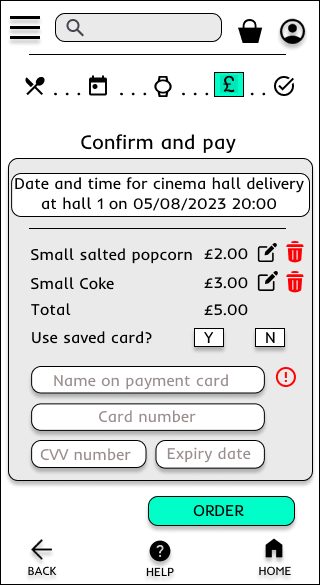 £
Confirm and pay
Date and time for cinema hall delivery
at hall 1 on 05/08/2023 20:00
Small salted popcorn £2.00
Small Coke £3.00
Total £5.00
Use saved card? Y N
Name on payment card
Card number
CVV number Expiry date
ORDER
BACK HELP HOME